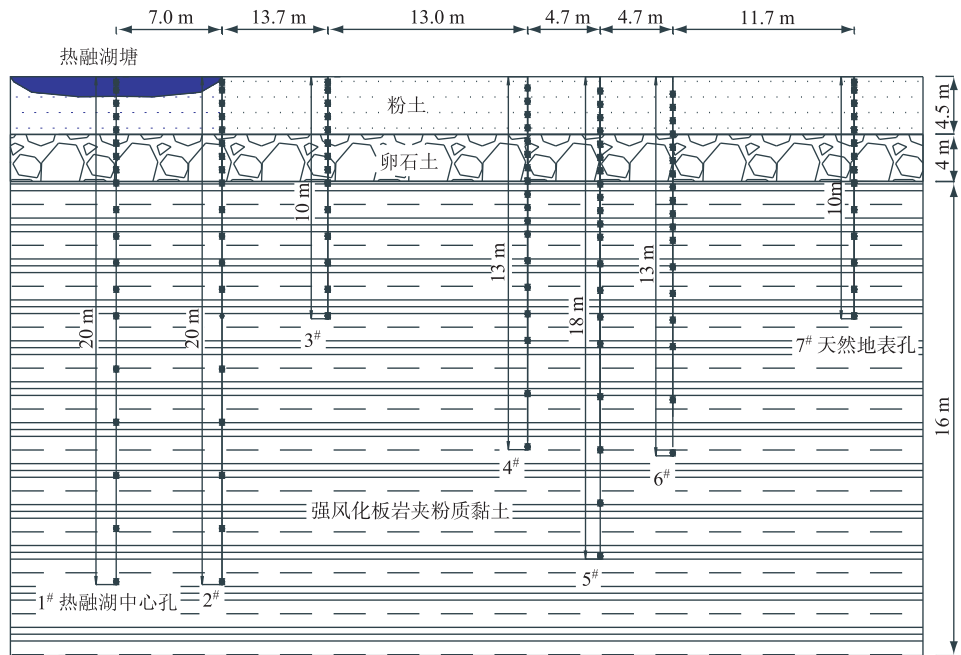 7.0 m
13.7 m
13.0 m
4.7 m
4.7 m
11.7 m
热融湖塘
粉土
4.5 m
卵石土
4 m
10 m
10m
13 m
13 m
18 m
20 m
20 m
3#
7# 天然地表孔
16 m
4#
6#
强风化板岩夹粉质黏土
5#
1# 热融湖中心孔
2#